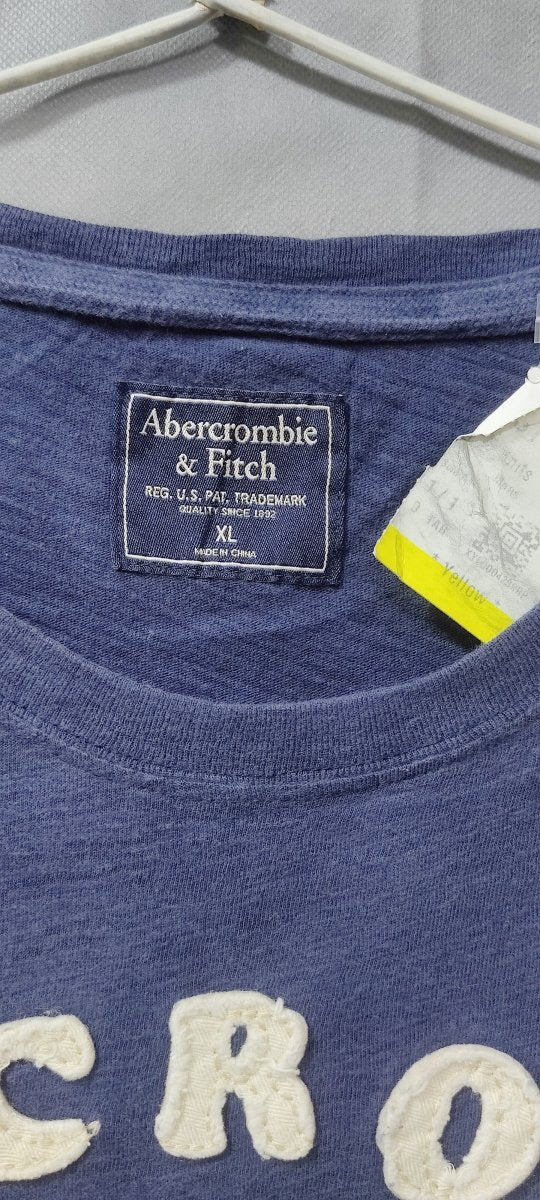 Abercrombie
& Fitch
REG. U.S. PAT. TRADEMARK
QUALITY SINCE 1892
XL
MADE IN CHINA
* Yellow *
CRO